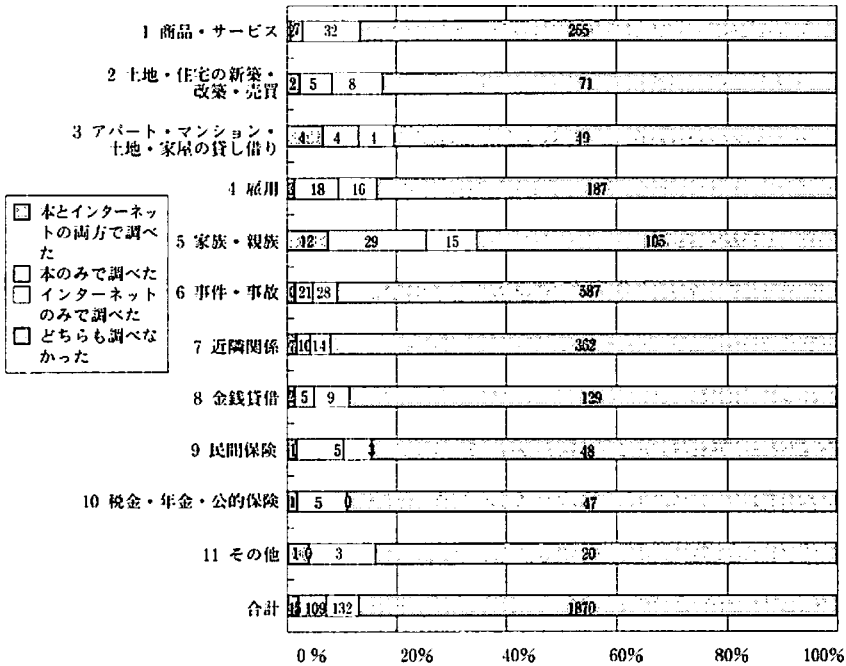 1 商品・サービス 32 265
2 土地・住宅の新築・
改築・売買 2 5 8 71
3 アパート・マンション・
土地・家屋の貸し借り 4 4 49
4 雇用 18 16 187
本とインターネッ
トの両方で調べ
た
本のみで調べた
インターネット
のみで調べた
どちらも調べな
かった
5 家族・親族 12 29 15 105
6 事件・事故 21 28 587
7 近隣関係 7 14 362
8 金銭貸借 2 5 9 129
9 民間保険 1 5 48
10 税金・年金・公的保険 1 5 0 47
11 その他 1 0 3 20
合計 109 132 1870
0 % 20% 40% 60% 80% 100%